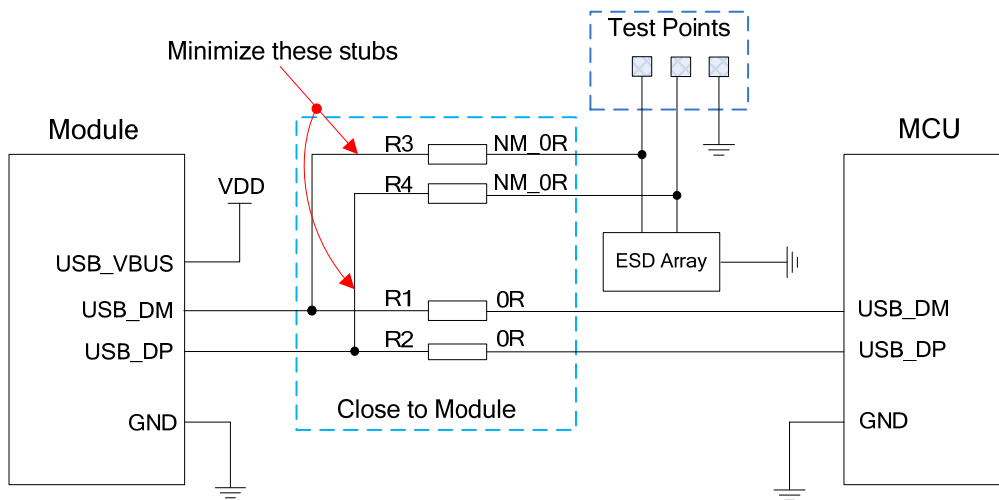 Test Points
Minimize these stubs
Module
MCU
R3 NM_0R
R4 NM_0R
VDD
USB_VBUS
ESD Array
USB_DM
R1 0R
USB_DM
USB_DP
R2 0R
USB_DP
Close to Module
GND
GND